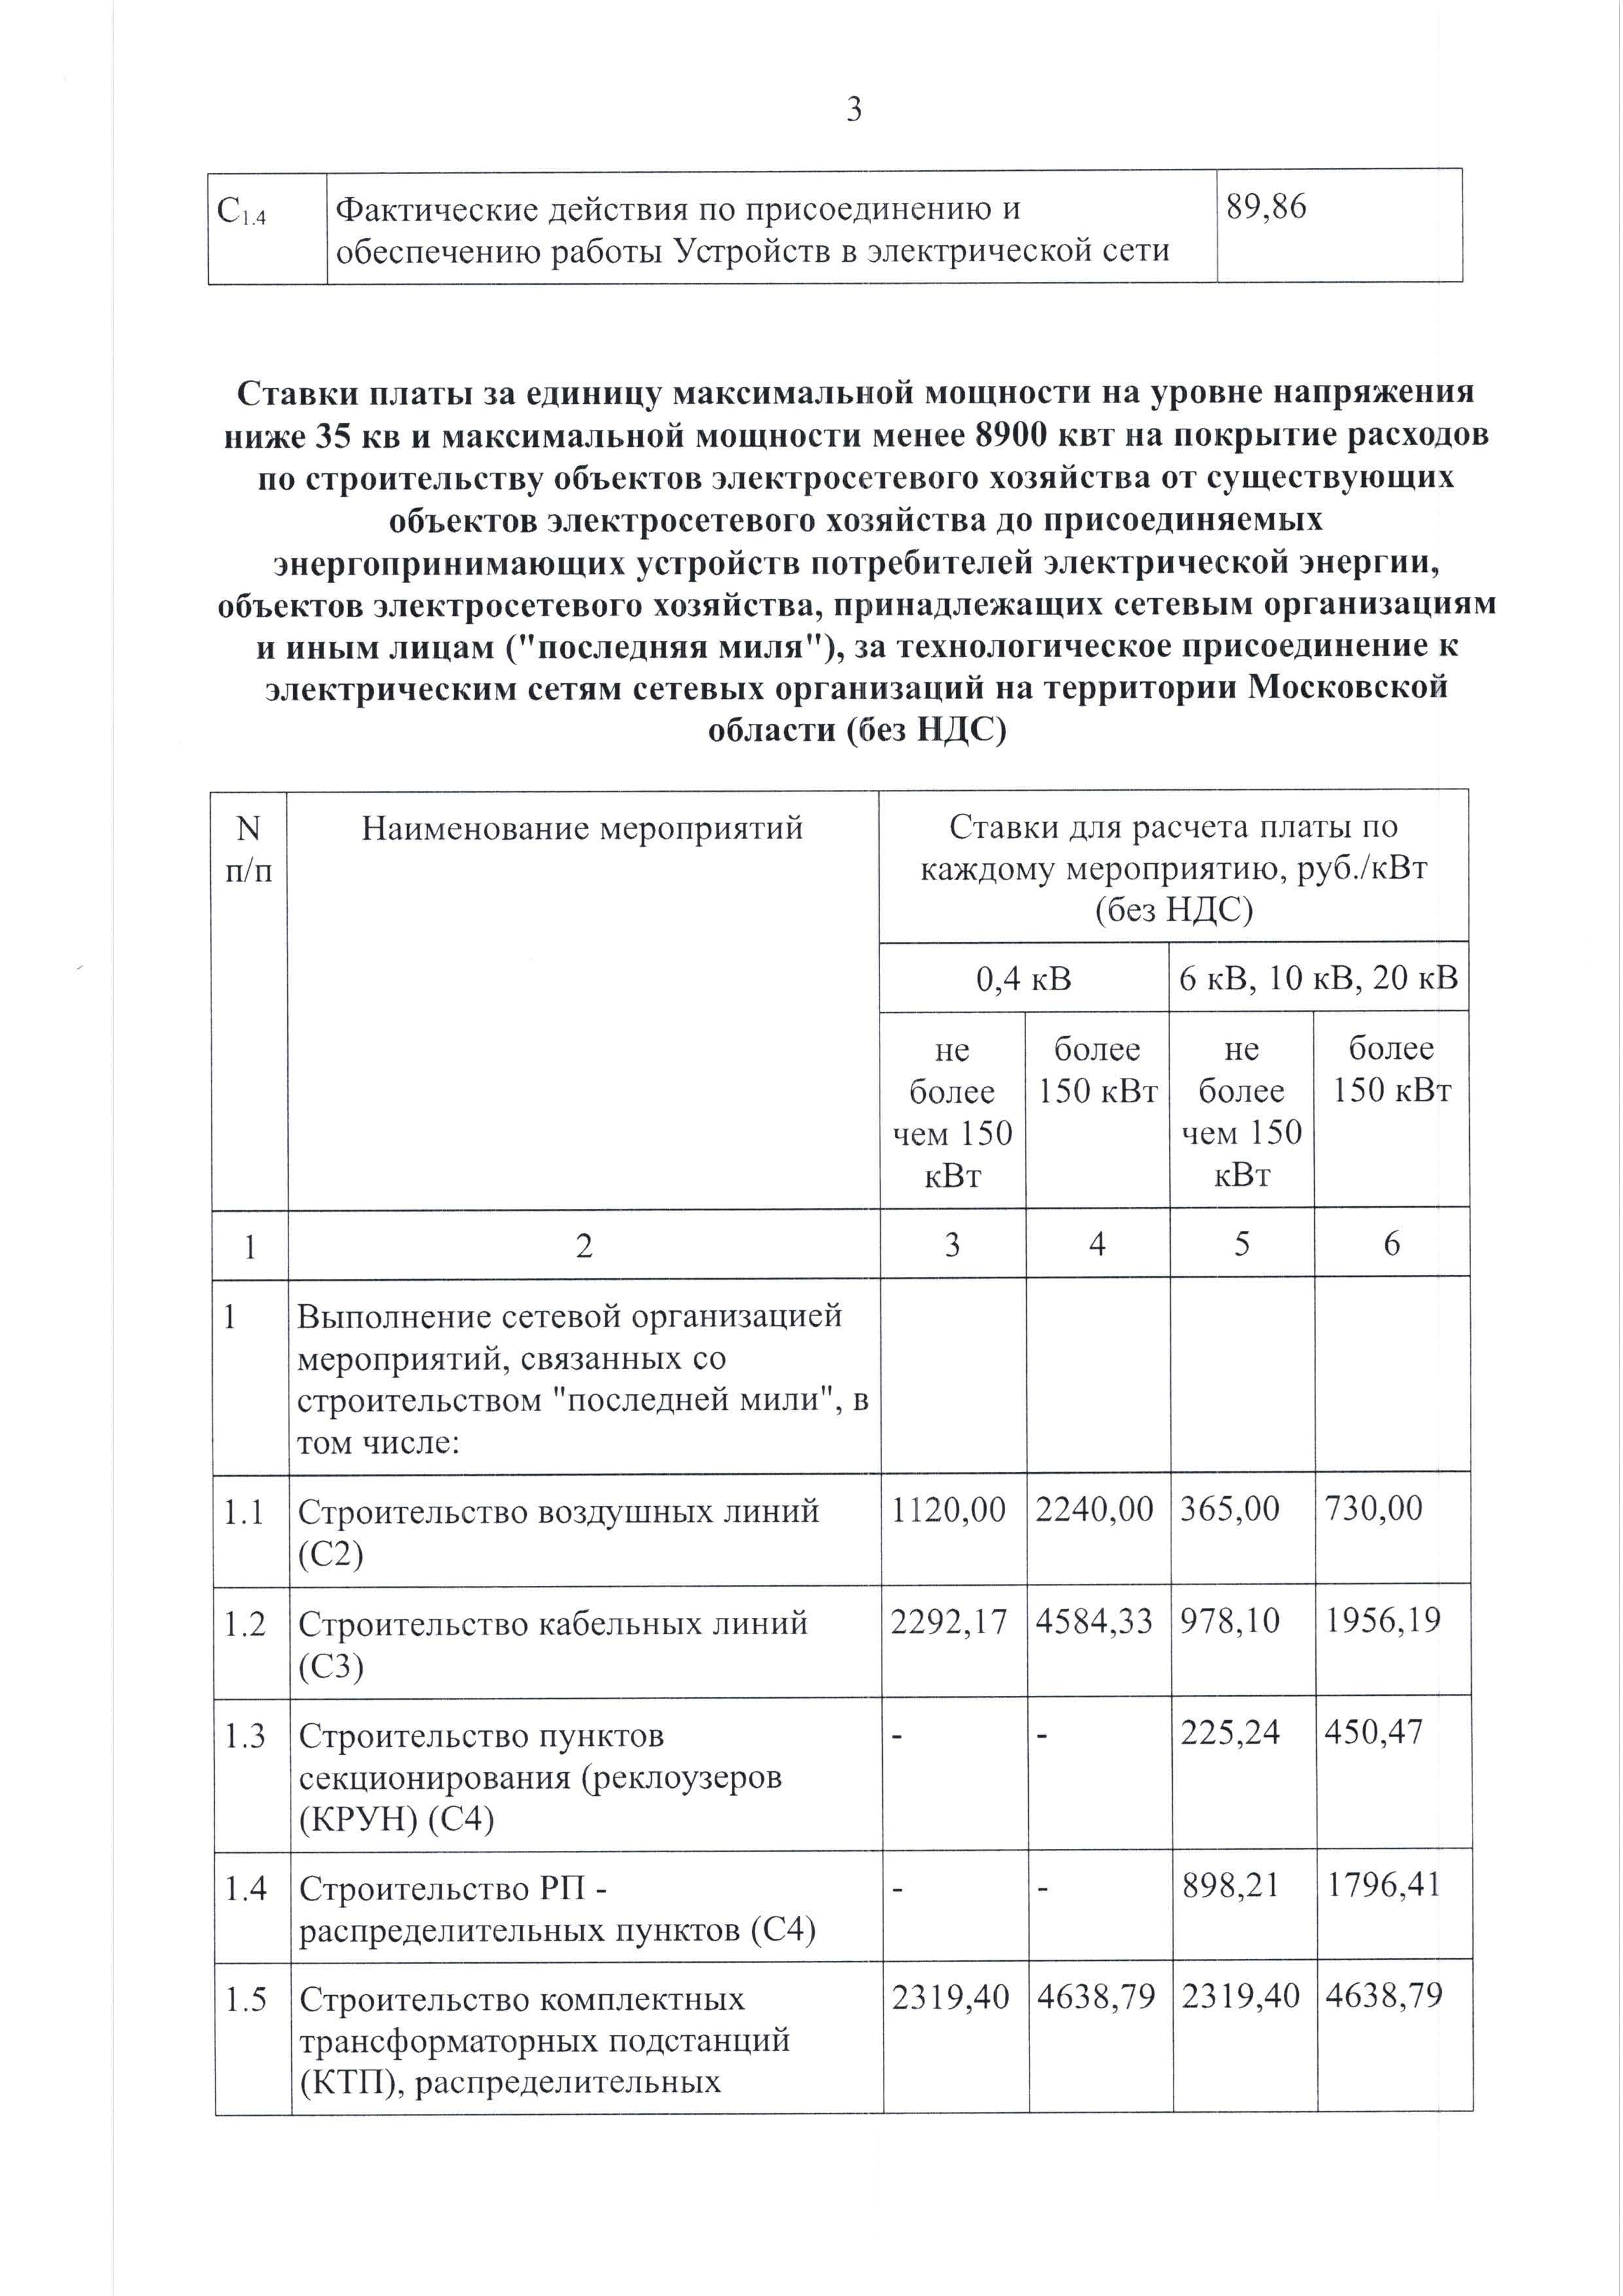 3
С1.4
Фактические действия по присоединению и
обеспечению работы Устройств в электрической сети
89,86
Ставки платы за единицу максимальной мощности на уровне напряжения
ниже 35 кв и максимальной мощности менее 8900 квт на покрытие расходов
по строительству объектов электросетевого хозяйства от существующих
объектов электросетевого хозяйства до присоединяемых
энергопринимающих устройств потребителей электрической энергии,
объектов электросетевого хозяйства, принадлежащих сетевым организациям
и иным лицам ("последняя миля"), за технологическое присоединение к
электрическим сетям сетевых организаций на территории Московской
области (без НДС)
N
п/п
Наименование мероприятий
Ставки для расчета платы по
каждому мероприятию, руб./кВт
(без НДС)
0,4 кВ
6 кВ, 10 кВ, 20 кВ
не
более
чем 150
кВт
более
150 кВт
не
более
чем 150
кВт
более
150 кВт
1 2 3 4 5 6
1
Выполнение сетевой организацией
мероприятий, связанных со
строительством "последней мили", в
том числе:
1.1
Строительство воздушных линий
(С2)
1120,00 2240,00 365,00 730,00
1.2
Строительство кабельных линий
(С3)
2292,17 4584,33 978,10 1956,19
1.3
Строительство пунктов
секционирования (реклоузеров
(КРУН) (С4)
- - 225,24 450,47
1.4
Строительство РП -
распределительных пунктов (С4)
- - 898,21 1796,41
1.5
Строительство комплектных
трансформаторных подстанций
(КТП), распределительных
2319,40 4638,79 2319,40 4638,79